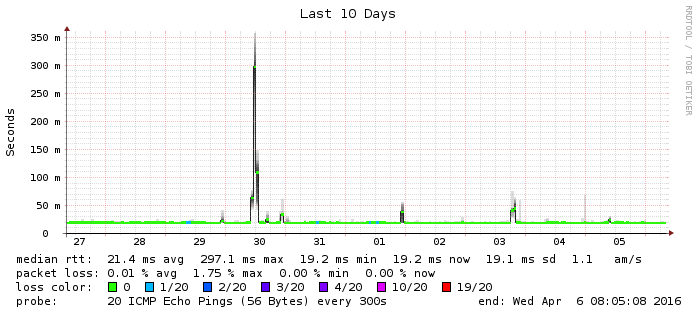 Last 10 Days
RRDTOOL / TOBI OETIKER
Seconds
350 m
300 m
250 m
200 m
150 m
100 m
50 m
0
27 28 29 30 31 01 02 03 04 05
median rtt: 21.4 ms avg 297.1 ms max 19.2 ms min 19.2 ms now 19.1 ms sd 1.1 am/s
packet loss: 0.01 % avg 1.75 % max 0.00 % min 0.00 % now
loss color: 0 1/20 2/20 3/20 4/20 10/20 19/20
probe: 20 ICMP Echo Pings (56 Bytes) every 300s end: Wed Apr 6 08:05:08 2016